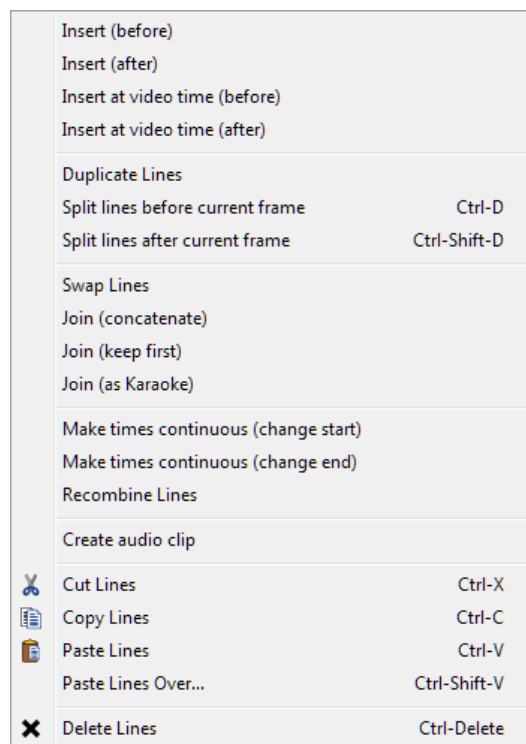 Insert (before)
Insert (after)
Insert at video time (before)
Insert at video time (after)
Duplicate Lines
Split lines before current frame Ctrl-D
Split lines after current frame Ctrl-Shift-D
Swap Lines
Join (concatenate)
Join (keep first)
Join (as Karaoke)
Make times continuous (change start)
Make times continuous (change end)
Recombine Lines
Create audio clip
Cut Lines Ctrl-X
Copy Lines Ctrl-C
Paste Lines Ctrl-V
Paste Lines Over... Ctrl-Shift-V
Delete Lines Ctrl-Delete